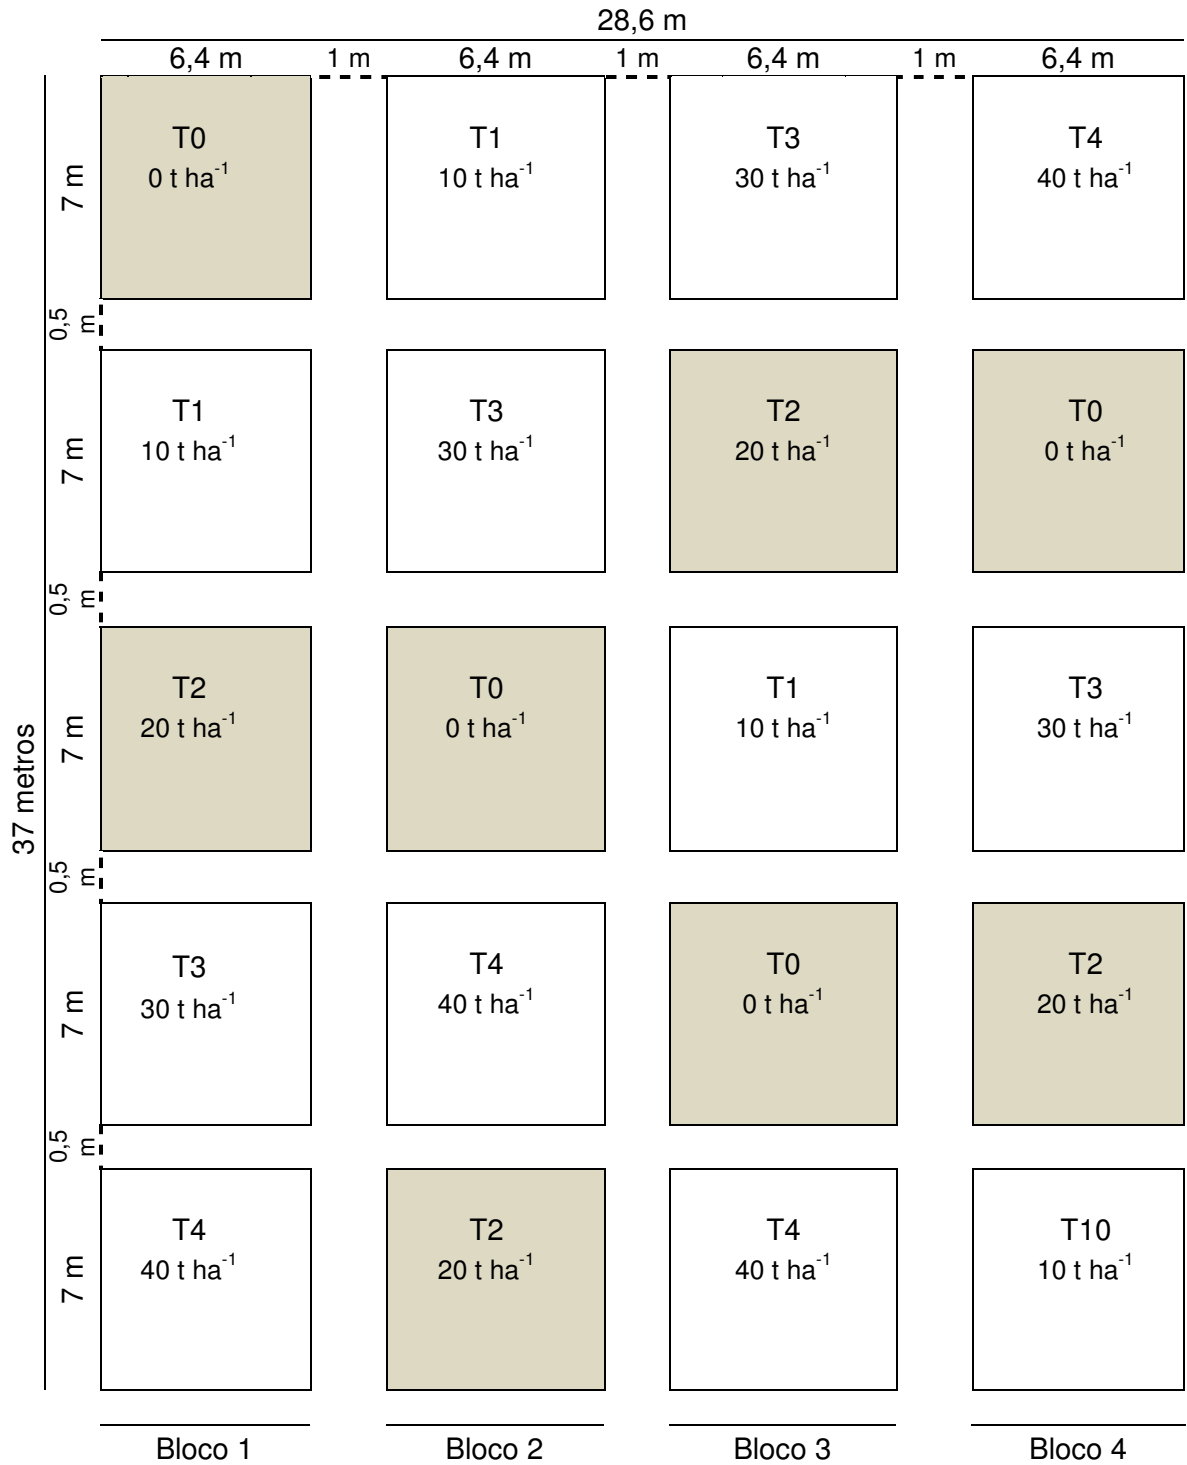 28,6 m
6,4 m 1 m 6,4 m 1 m 6,4 m 1 m 6,4 m
37 metros
7 m
T0
0 t ha-1
T1
10 t ha-1
T3
30 t ha-1
T4
40 t ha-1
0,5
m
7 m
T1
10 t ha-1
T3
30 t ha-1
T2
20 t ha-1
T0
0 t ha-1
0,5
m
7 m
T2
20 t ha-1
T0
0 t ha-1
T1
10 t ha-1
T3
30 t ha-1
0,5
m
7 m
T3
30 t ha-1
T4
40 t ha-1
T0
0 t ha-1
T2
20 t ha-1
0,5
m
7 m
T4
40 t ha-1
T2
20 t ha-1
T4
40 t ha-1
T10
10 t ha-1
Bloco 1 Bloco 2 Bloco 3 Bloco 4